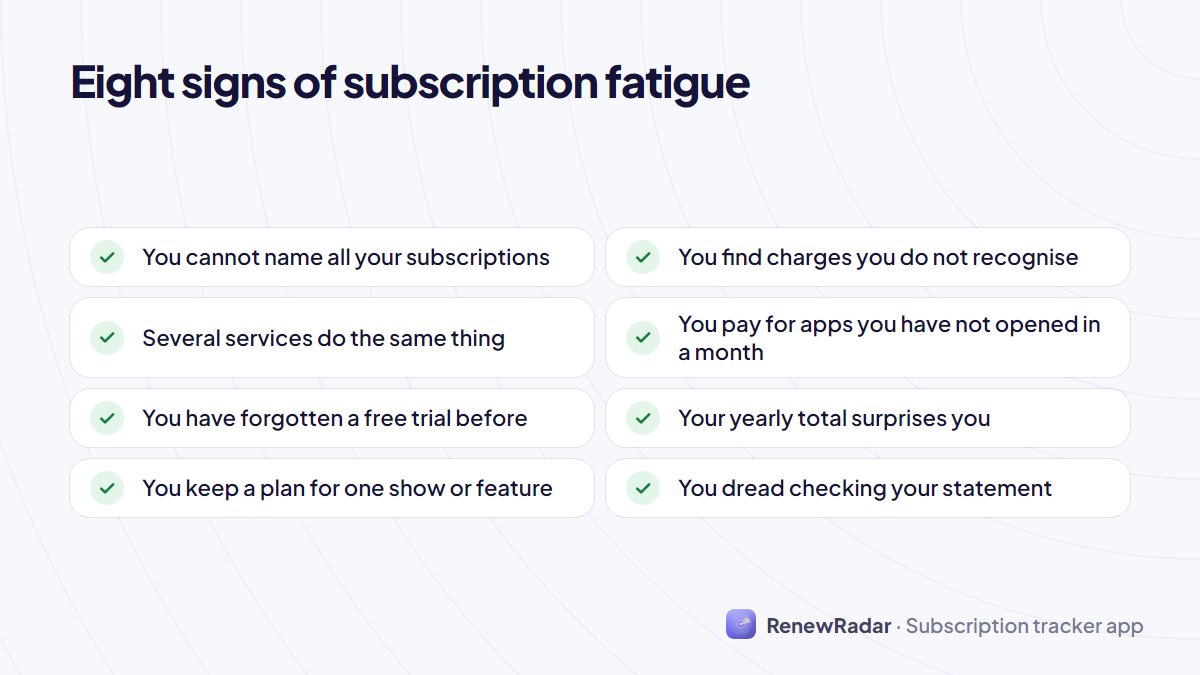 Eight signs of subscription fatigue
You cannot name all your subscriptions
You find charges you do not recognise
Several services do the same thing
You pay for apps you have not opened in
a month
You have forgotten a free trial before
Your yearly total surprises you
You keep a plan for one show or feature
You dread checking your statement
RenewRadar · Subscription tracker app